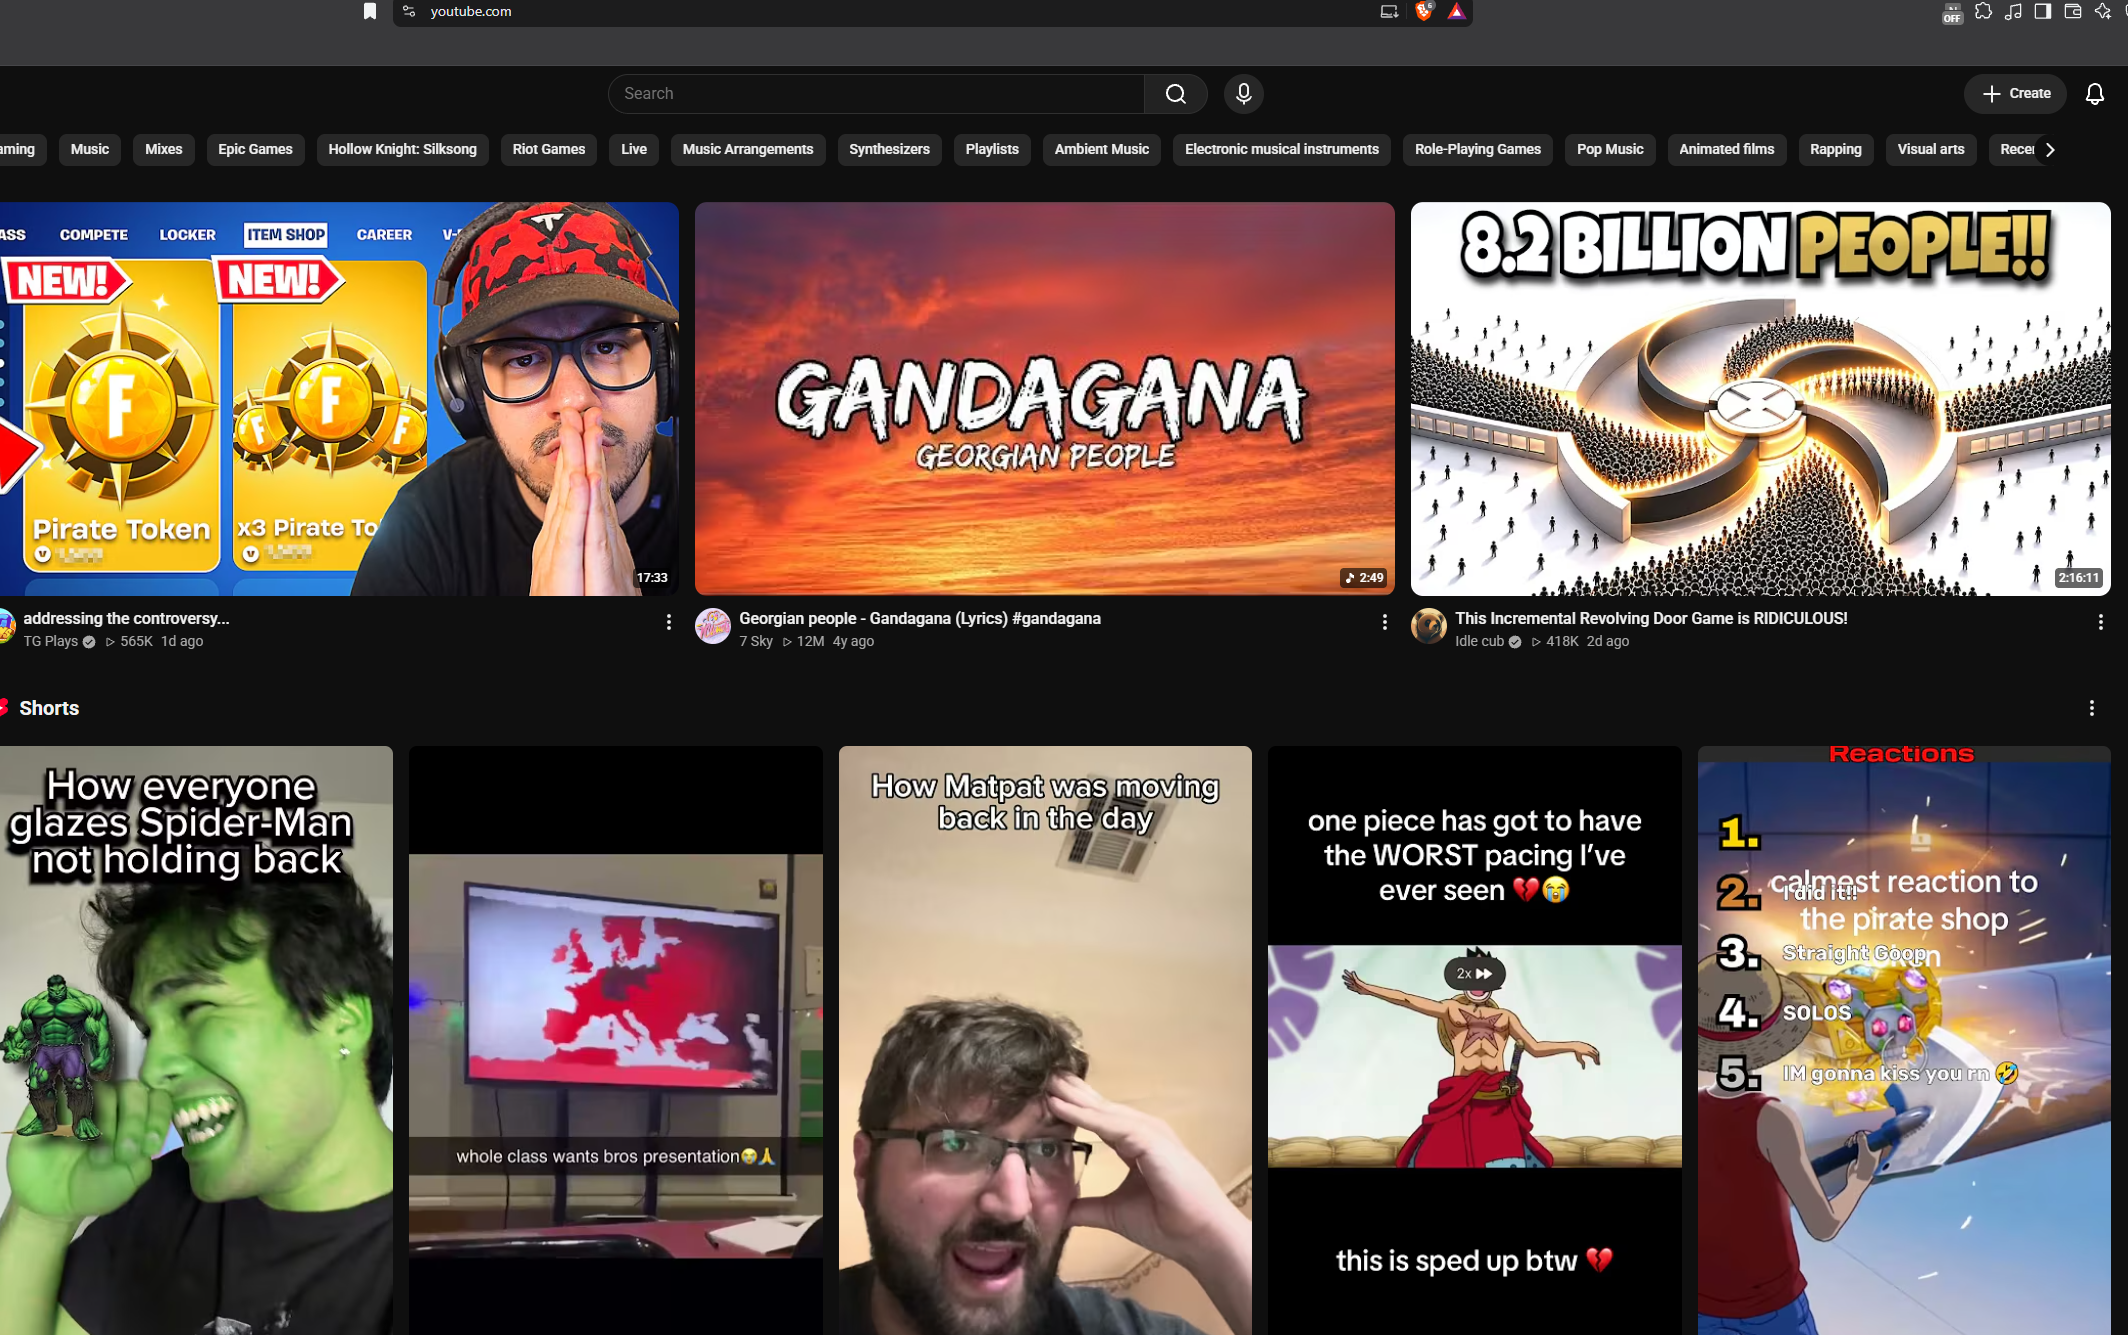 youtube.com
6
OFF
Search
Create
aming
Music
Mixes
Epic Games
Hollow Knight: Silksong
Riot Games
Live
Music Arrangements
Synthesizers
Playlists
Ambient Music
Electronic musical instruments
Role-Playing Games
Pop Music
Animated films
Rapping
Visual arts
Recen
ASS COMPETE LOCKER ITEM SHOP CAREER V-
NEW!
NEW!
F
F
F
F
Pirate Token
x3 Pirate To
17:33
addressing the controversy...
TG Plays 565K 1d ago
GANDAGANA
GEORGIAN PEOPLE
2:49
Georgian people - Gandagana (Lyrics) #gandagana
7 Sky 12M 4y ago
8.2 BILLION PEOPLE!!
2:16:11
This Incremental Revolving Door Game is RIDICULOUS!
Idle cub 418K 2d ago
Shorts
How everyone
glazes Spider-Man
not holding back
whole class wants bros presentation😭🙏
How Matpat was moving
back in the day
one piece has got to have
the WORST pacing I've
ever seen 💔😭
2x
this is sped up btw 💔
Reactions
1.
calmest reaction to
the pirate shop
2. I did it!!
3. Straight Goop
4. SOLOS
5. IM gonna kiss you rn 🤣